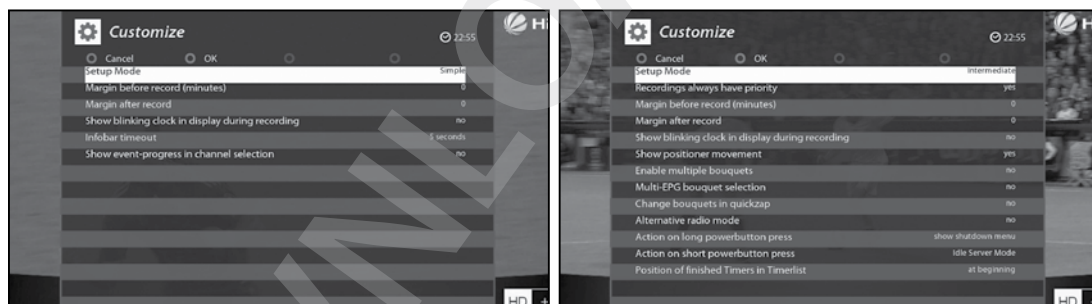 Customize
22:55
Cancel OK
Setup Mode Simple
Margin before record (minutes) 0
Margin after record 0
Show blinking clock in display during recording no
Infobar timeout 5 seconds
Show event-progress in channel selection no
HD +
Customize
22:55
Cancel OK
Setup Mode Intermediate
Recordings always have priority yes
Margin before record (minutes) 0
Margin after record 0
Show blinking clock in display during recording no
Show positioner movement yes
Enable multiple bouquets no
Multi-EPG bouquet selection no
Change bouquets in quickzap no
Alternative radio mode no
Action on long powerbutton press show shutdown menu
Action on short powerbutton press Idle Server Mode
Position of finished Timers in Timerlist at beginning
HD